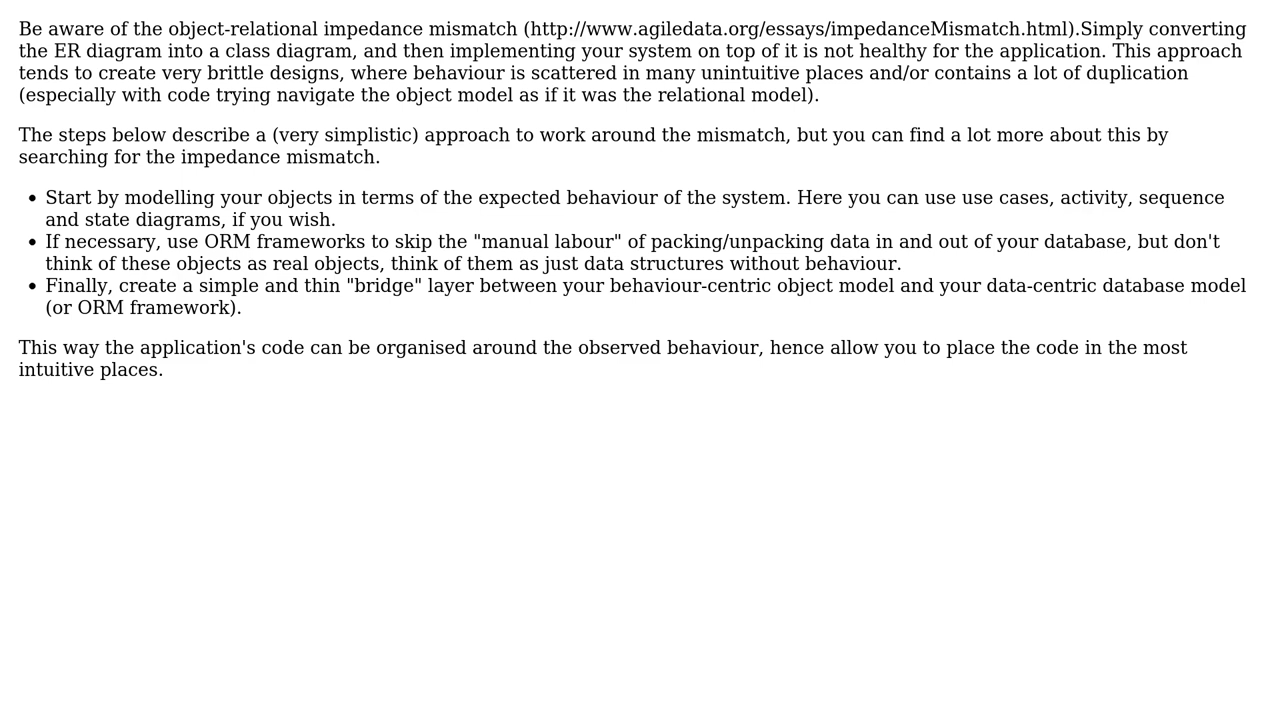 Be aware of the object-relational impedance mismatch (http://www.agiledata.org/essays/impedanceMismatch.html).Simply converting
the ER diagram into a class diagram, and then implementing your system on top of it is not healthy for the application. This approach
tends to create very brittle designs, where behaviour is scattered in many unintuitive places and/or contains a lot of duplication
(especially with code trying navigate the object model as if it was the relational model).
The steps below describe a (very simplistic) approach to work around the mismatch, but you can find a lot more about this by
searching for the impedance mismatch.
• Start by modelling your objects in terms of the expected behaviour of the system. Here you can use use cases, activity, sequence
and state diagrams, if you wish.
• If necessary, use ORM frameworks to skip the "manual labour" of packing/unpacking data in and out of your database, but don't
think of these objects as real objects, think of them as just data structures without behaviour.
• Finally, create a simple and thin "bridge" layer between your behaviour-centric object model and your data-centric database model
(or ORM framework).
This way the application's code can be organised around the observed behaviour, hence allow you to place the code in the most
intuitive places.